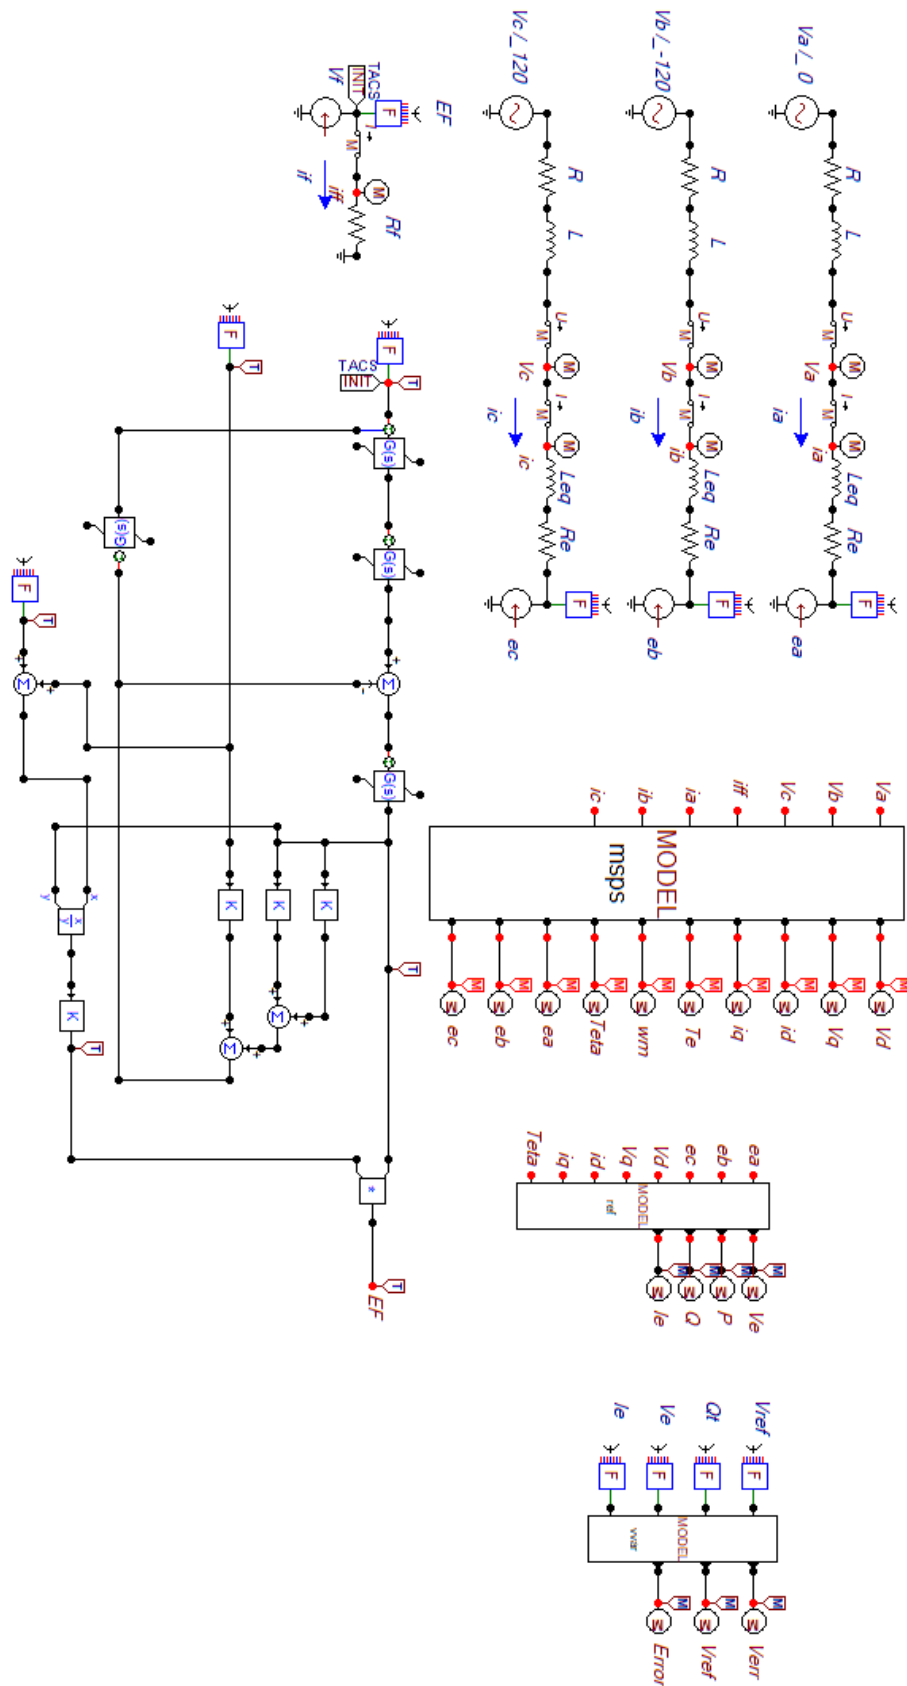 Va /_ 0
R
L
U
M
M
Va
I
M
M
ia
ia
Leq
Re
F
ea
Vb /_ -120
R
L
U
M
M
Vb
I
M
M
ib
ib
Leq
Re
F
eb
Vc /_ 120
R
L
U
M
M
Vc
I
M
M
ic
ic
Leq
Re
F
ec
EF
F
TACS
INIT
Vf
I
M
M
iff
if
Rf
Va
Vb
Vc
iff
ia
ib
ic
MODEL
msps
M
Vd
M
Vq
M
id
M
iq
M
Te
M
wm
M
Teta
M
ea
M
eb
M
ec
ea
eb
ec
Vd
Vq
id
iq
Teta
MODEL
ref
M
Ve
M
P
M
Q
M
Ie
Vref
F
Qt
F
Ve
F
Ie
F
MODEL
vvar
M
Verr
M
Vref
M
Error
F
T
TACS
INIT
G(s)
G(s)
+
-
Σ
G(s)
T
K
K
+
+
Σ
F
T
K
+
+
Σ
G(s)
F
T
+
+
Σ
x
y
x
y
K
T
*
T
EF